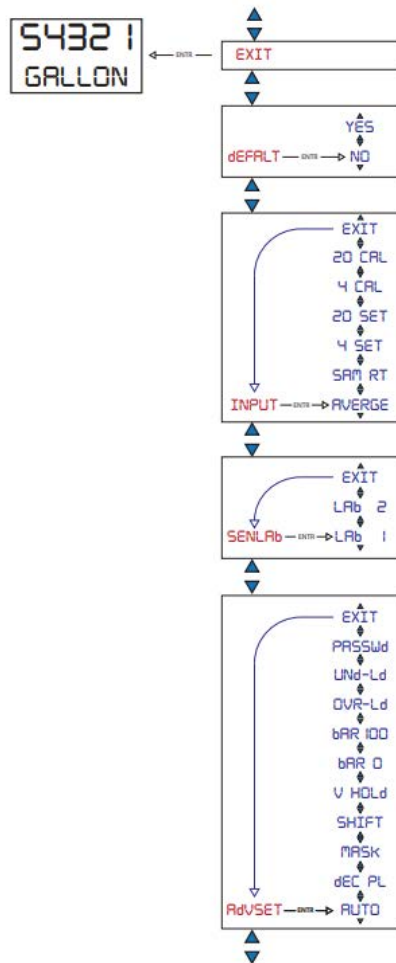 54321
GALLON
ENTR
EXIT
YES
dEFALT ENTR NO
EXIT
20 CAL
4 CAL
20 SET
4 SET
SAM RT
INPUT ENTR AVERGE
EXIT
LAb 2
SENLAb ENTR LAb 1
EXIT
PASSWd
UNd-Ld
OVR-Ld
bAR 100
bAR 0
V HOLd
SHIFT
MASK
dEC PL
AdVSET ENTR AUTO